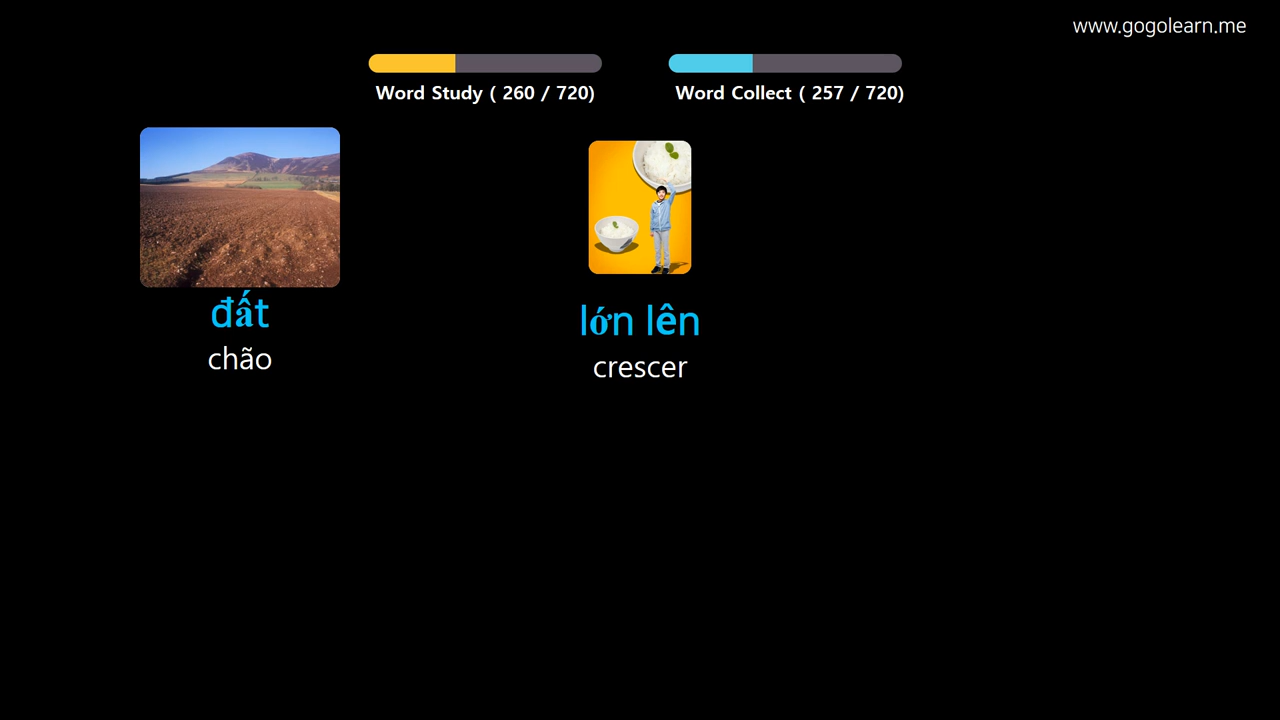 www.gogolearn.me
Word Study ( 260 / 720)
Word Collect ( 257 / 720)
đất
chão
lớn lên
crescer